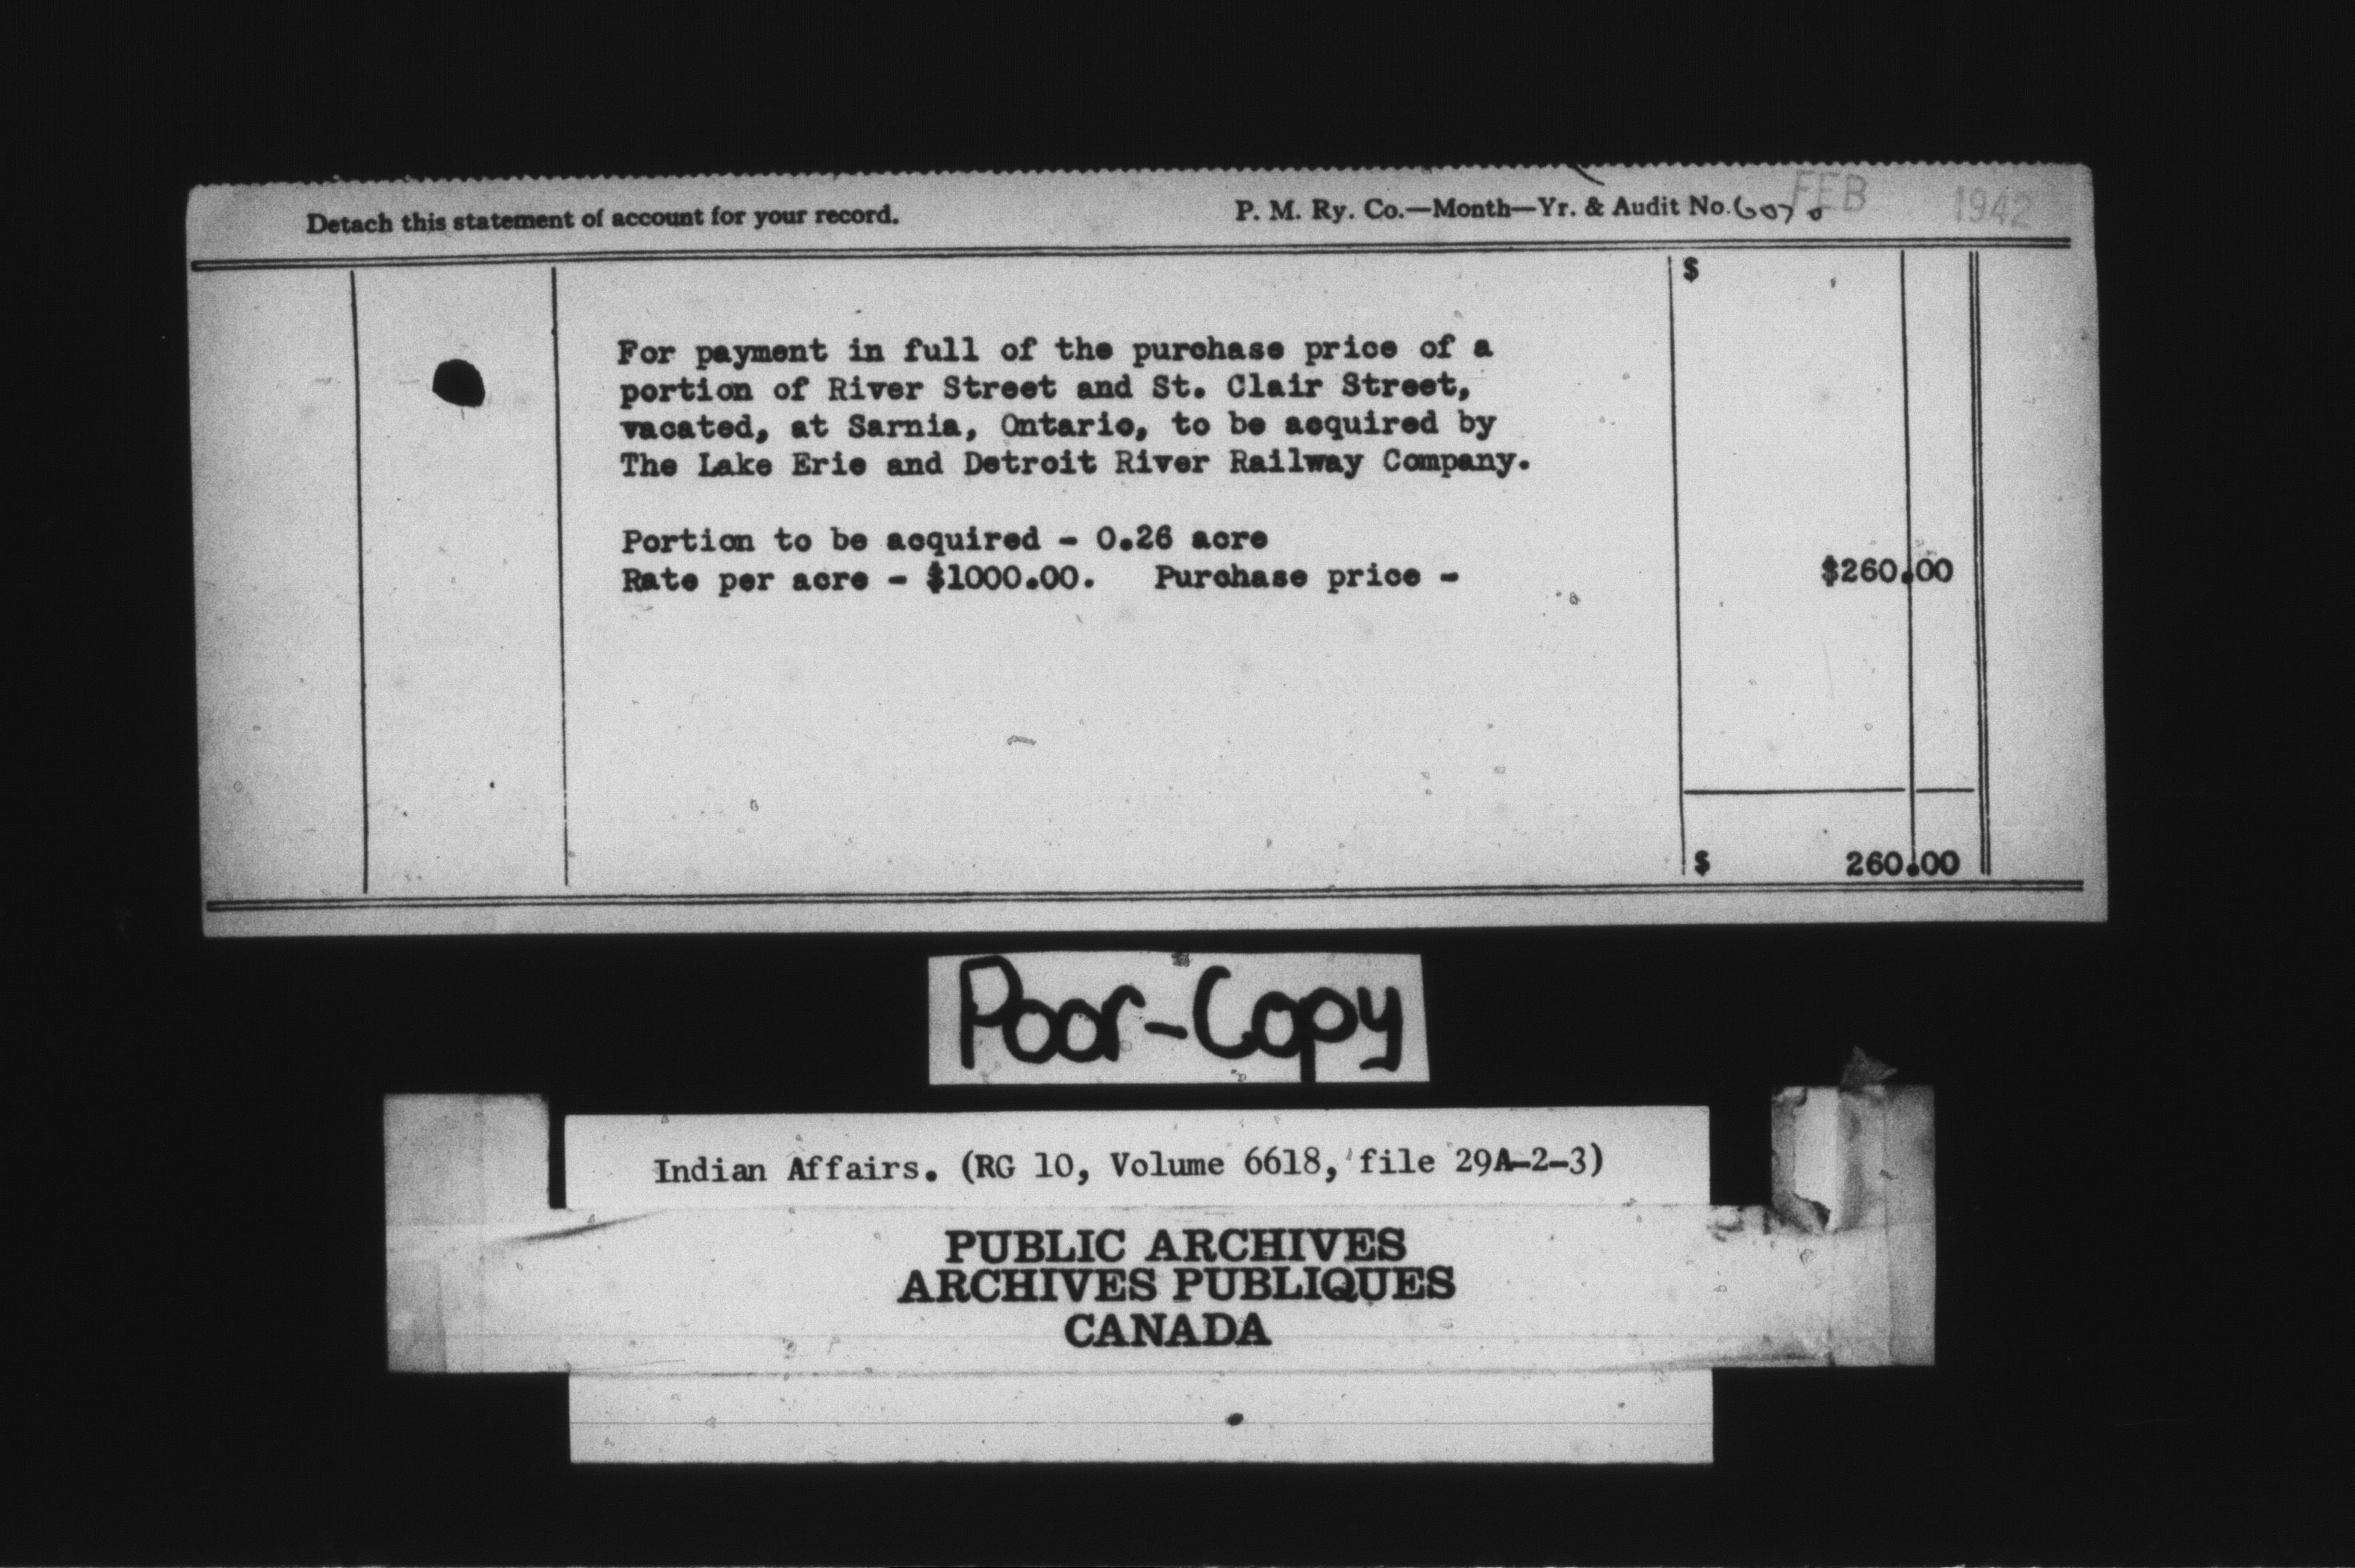 Detach this statement of account for your record.
P. M. Ry. Co.—Month—Yr. & Audit No. 6070 FEB 1942
$
For payment in full of the purchase price of a
portion of River Street and St. Clair Street,
vacated, at Sarnia, Ontario, to be acquired by
The Lake Erie and Detroit River Railway Company.
Portion to be acquired - 0.26 acre
Rate per acre - $1000.00. Purchase price - $260.00
$ 260.00
Poor-Copy
Indian Affairs. (RG 10, Volume 6618, file 29A-2-3)
PUBLIC ARCHIVES
ARCHIVES PUBLIQUES
CANADA